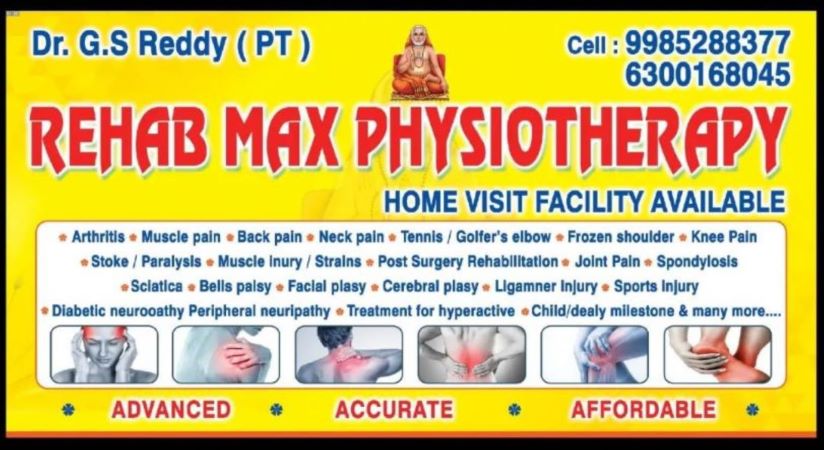 Dr. G.S Reddy ( PT )
Cell : 9985288377
6300168045
REHAB MAX PHYSIOTHERAPY
HOME VISIT FACILITY AVAILABLE
Arthritis Muscle pain Back pain Neck pain Tennis / Golfer's elbow Frozen shoulder Knee Pain
Stoke / Paralysis Muscle inury / Strains Post Surgery Rehabilitation Joint Pain Spondylosis
Sciatica Bells paisy Facial plasy Cerebral plasy Ligamner Injury Sports Injury
Diabetic neurooathy Peripheral neuripathy Treatment for hyperactive Child/dealy milestone & many more....
ADVANCED ACCURATE AFFORDABLE